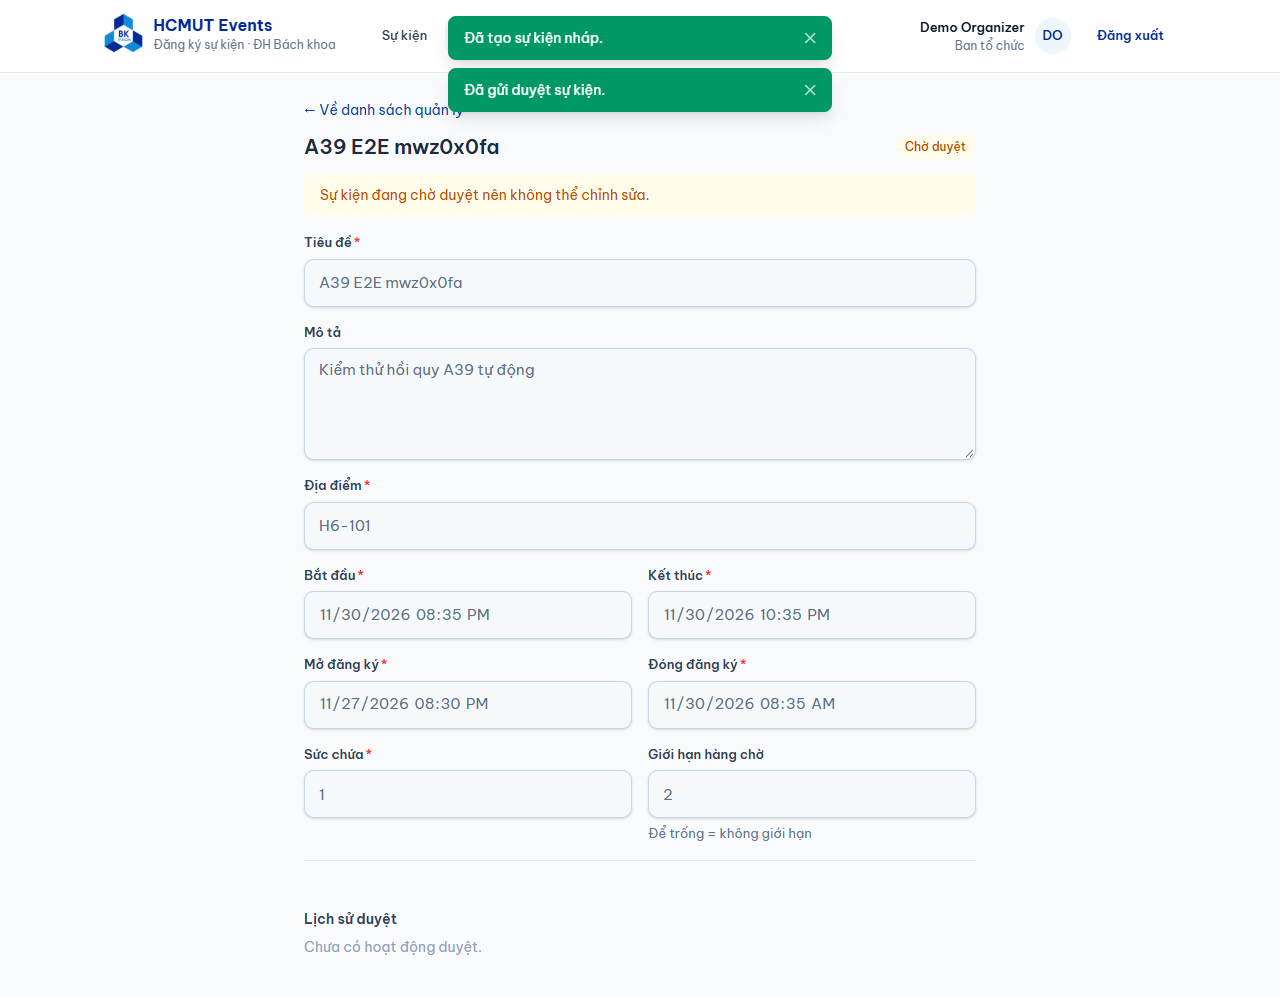 BK
HCMUT Events
Đăng ký sự kiện · ĐH Bách khoa
Sự kiện
Đã tạo sự kiện nháp.
Đã gửi duyệt sự kiện.
Demo Organizer
Ban tổ chức
DO
Đăng xuất
← Về danh sách quản lý
A39 E2E mwz0x0fa
Chờ duyệt
Sự kiện đang chờ duyệt nên không thể chỉnh sửa.
Tiêu đề *
A39 E2E mwz0x0fa
Mô tả
Kiểm thử hồi quy A39 tự động
Địa điểm *
H6-101
Bắt đầu *
Kết thúc *
11/30/2026 08:35 PM
11/30/2026 10:35 PM
Mở đăng ký *
Đóng đăng ký *
11/27/2026 08:30 PM
11/30/2026 08:35 AM
Sức chứa *
Giới hạn hàng chờ
1
2
Để trống = không giới hạn
Lịch sử duyệt
Chưa có hoạt động duyệt.